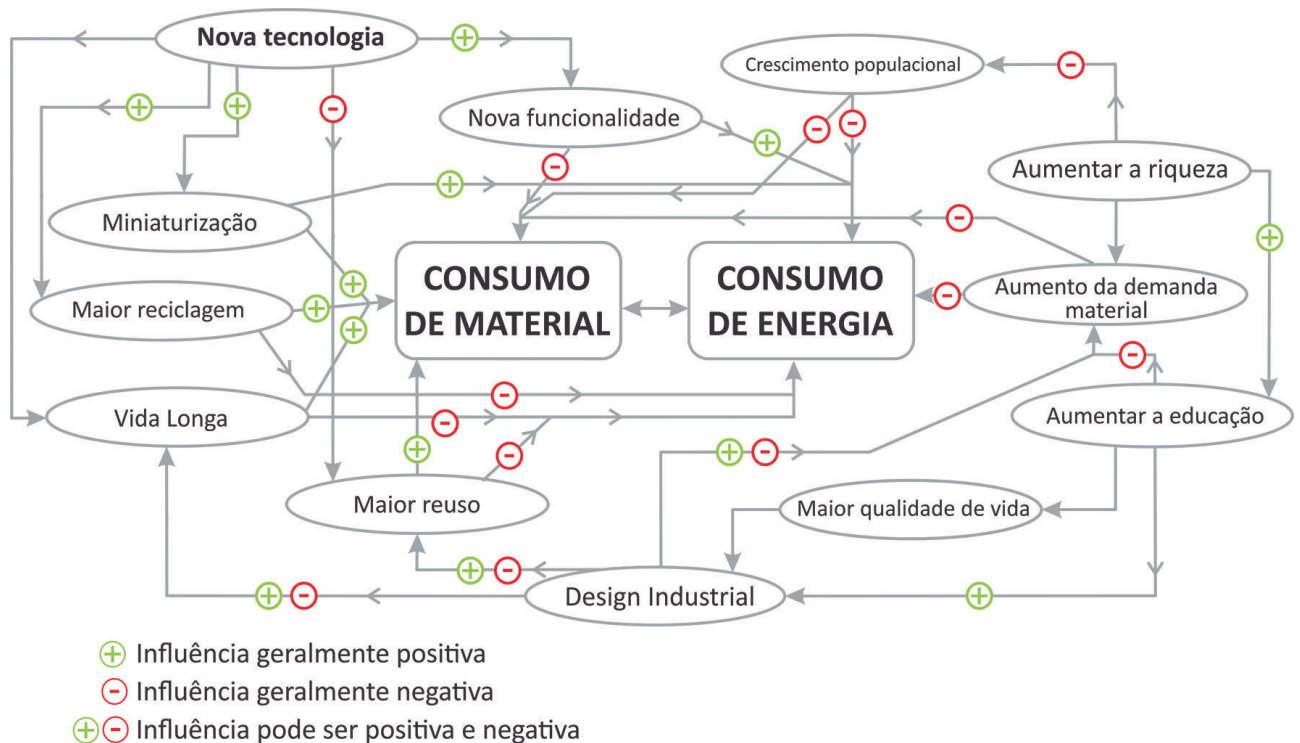 Nova tecnologia
Crescimento populacional
Nova funcionalidade
Aumentar a riqueza
Miniaturização
CONSUMO
DE MATERIAL
CONSUMO
DE ENERGIA
Aumento da demanda
material
Maior reciclagem
Vida Longa
Aumentar a educação
Maior reuso
Maior qualidade de vida
Design Industrial
Influência geralmente positiva
Influência geralmente negativa
Influência pode ser positiva e negativa